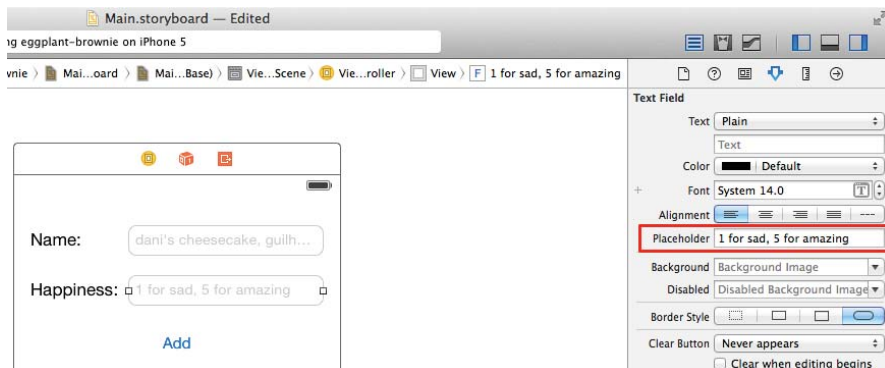 Main.storyboard — Edited
ng eggplant-brownie on iPhone 5
wnie 〉 Mai...oard 〉 Mai...Base) 〉 Vie...Scene 〉 Vie...roller 〉 View 〉 F 1 for sad, 5 for amazing
Text Field
Text Plain
Text
Color Default
+ Font System 14.0 T
Alignment ---
Placeholder 1 for sad, 5 for amazing
Background Background Image
Disabled Disabled Background Image
Border Style
Clear Button Never appears
Clear when editing begins
Name: dani's cheesecake, guilh...
Happiness: 1 for sad, 5 for amazing
Add